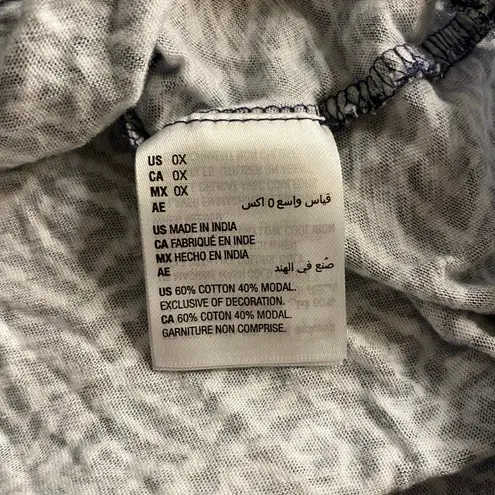 US 0X
CA 0X
MX 0X
AE قياس واسع 0 اكس
US MADE IN INDIA
CA FABRIQUÉ EN INDE
MX HECHO EN INDIA
AE صُنع في الهند
US 60% COTTON 40% MODAL.
EXCLUSIVE OF DECORATION.
CA 60% COTON 40% MODAL.
GARNITURE NON COMPRISE.